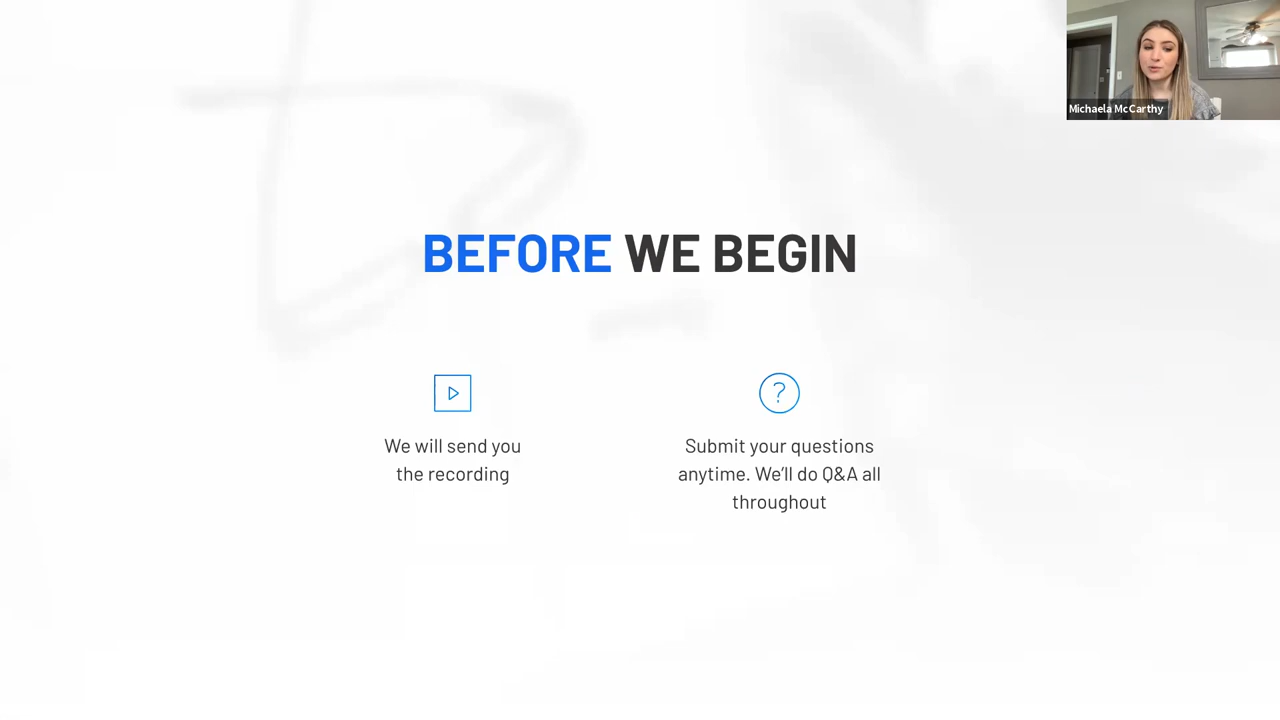 Michaela McCarthy
BEFORE WE BEGIN
We will send you
the recording
Submit your questions
anytime. We'll do Q&A all
throughout